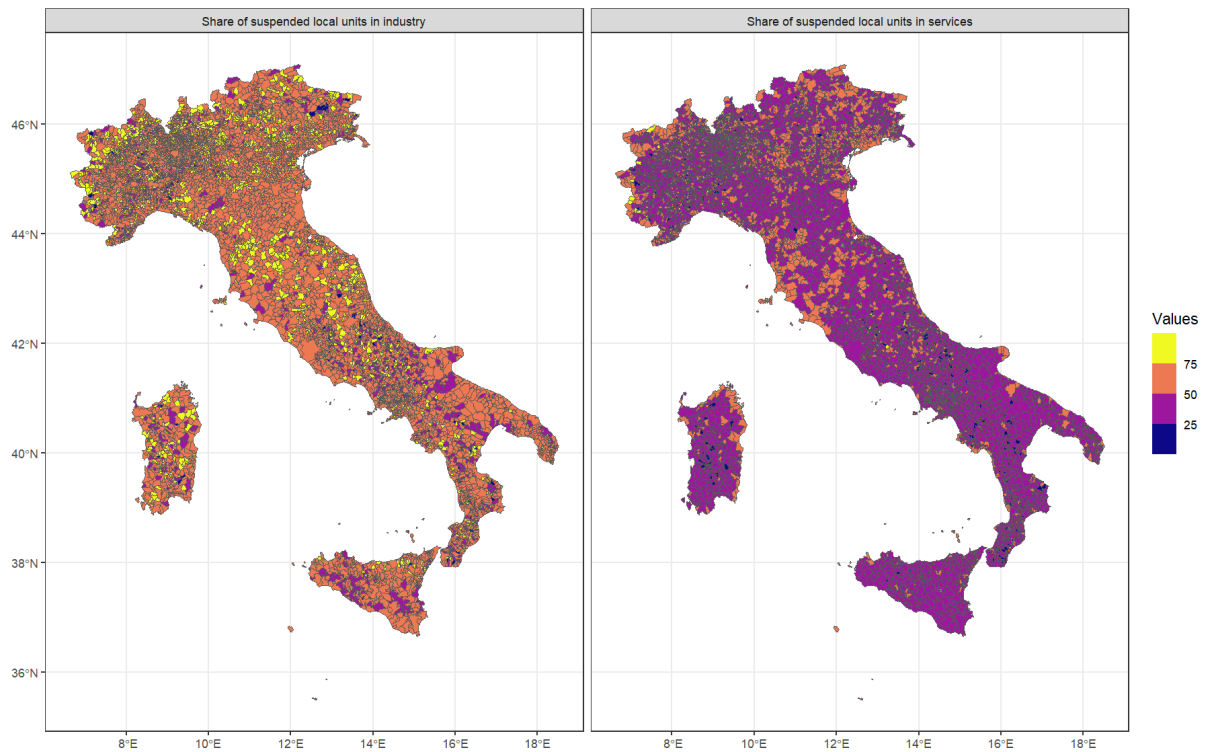 Share of suspended local units in industry
Share of suspended local units in services
46°N
44°N
42°N
40°N
38°N
36°N
8°E 10°E 12°E 14°E 16°E 18°E
8°E 10°E 12°E 14°E 16°E 18°E
Values
75
50
25